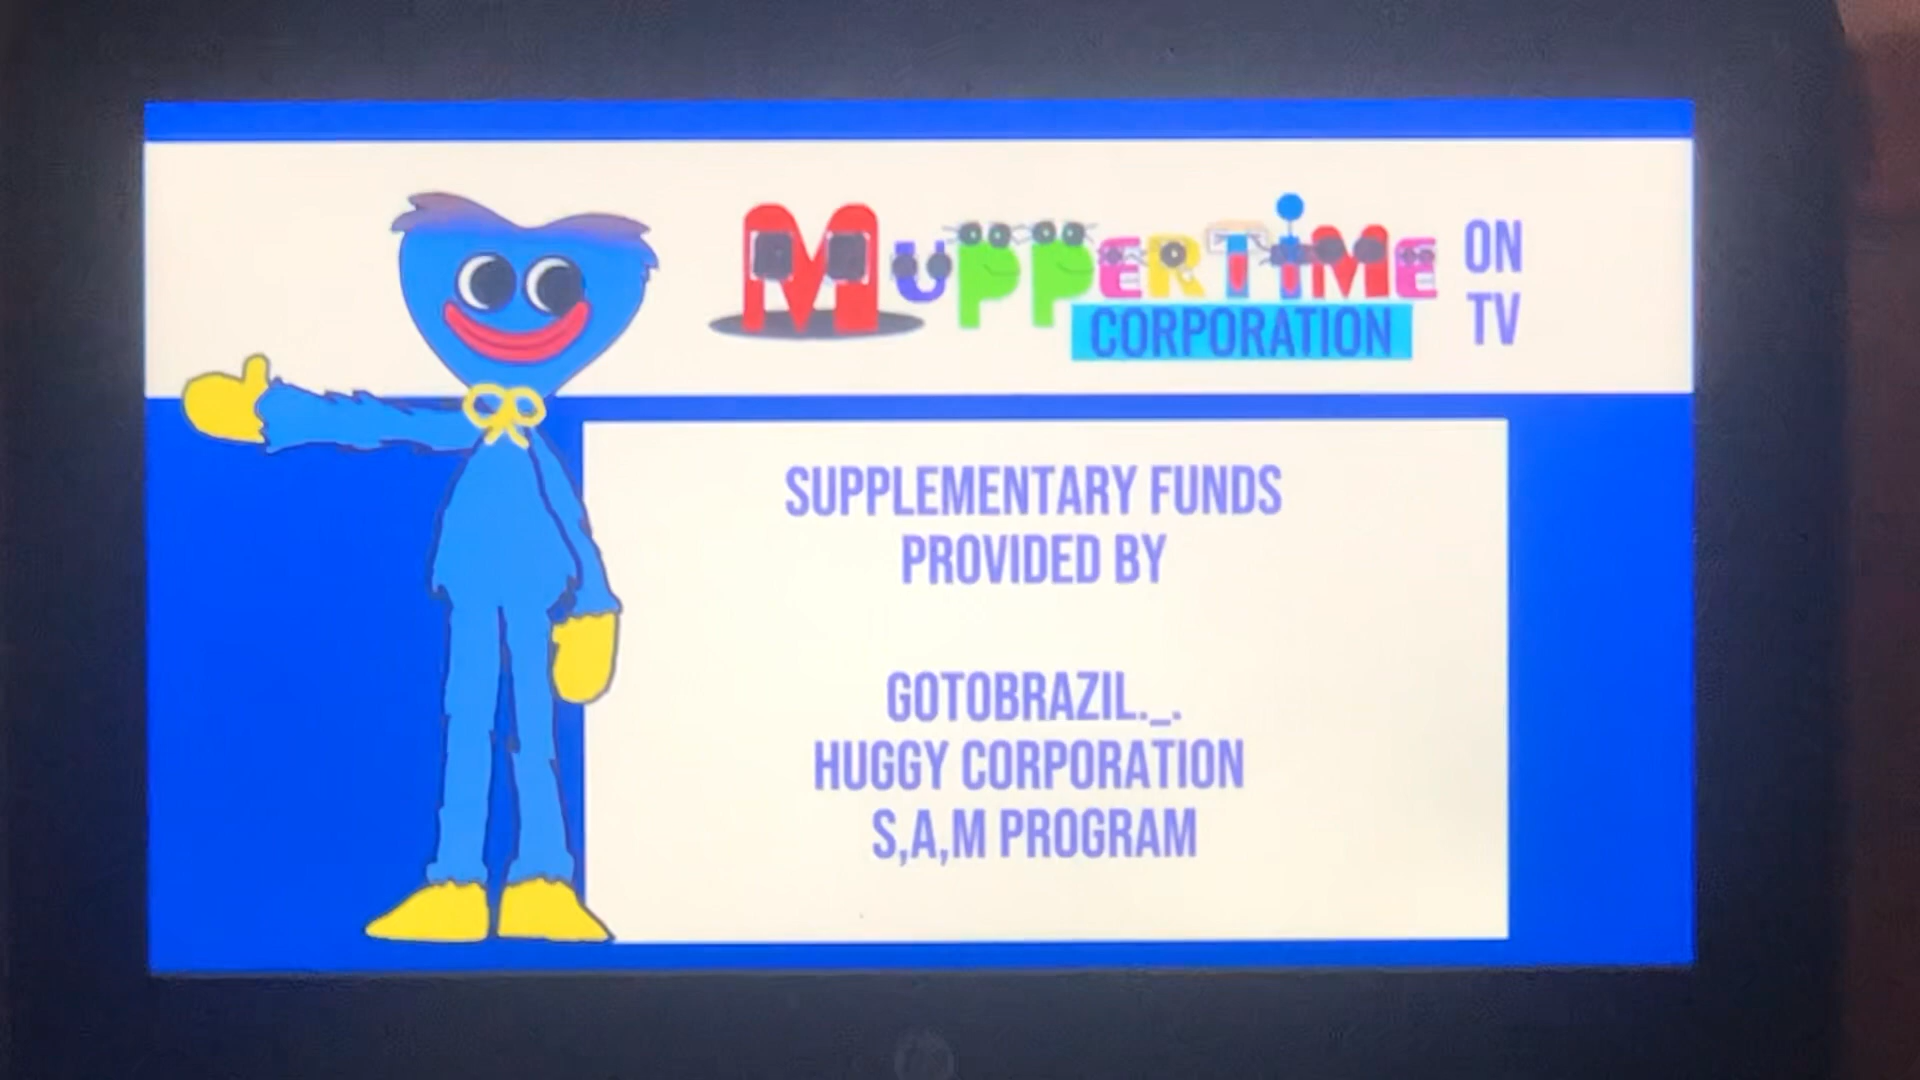 MUPPERTIME
CORPORATION
ON
TV
SUPPLEMENTARY FUNDS
PROVIDED BY
GOTOBRAZIL._.
HUGGY CORPORATION
S,A,M PROGRAM